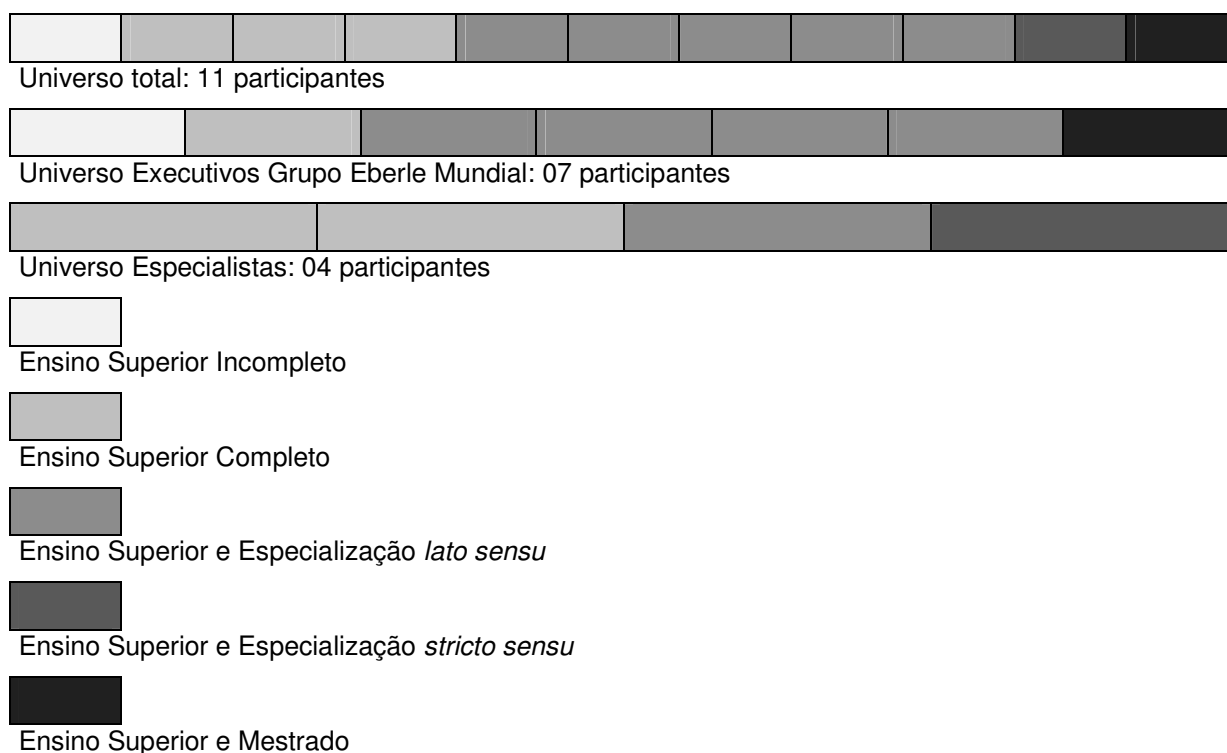 Universo total: 11 participantes
Universo Executivos Grupo Eberle Mundial: 07 participantes
Universo Especialistas: 04 participantes
Ensino Superior Incompleto
Ensino Superior Completo
Ensino Superior e Especialização lato sensu
Ensino Superior e Especialização stricto sensu
Ensino Superior e Mestrado